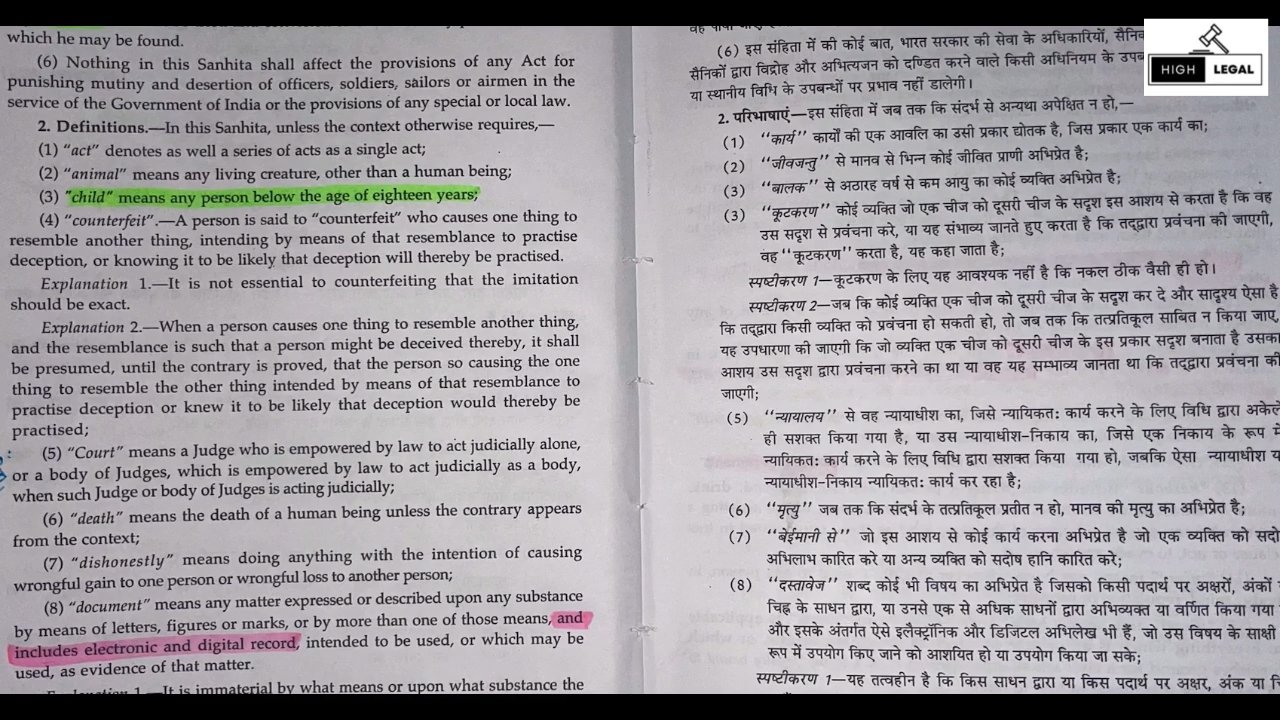 which he may be found.
(6) Nothing in this Sanhita shall affect the provisions of any Act for
punishing mutiny and desertion of officers, soldiers, sailors or airmen in the
service of the Government of India or the provisions of any special or local law.
2. Definitions.—In this Sanhita, unless the context otherwise requires,—
(1) "act" denotes as well a series of acts as a single act;
(2) "animal" means any living creature, other than a human being;
(3) "child" means any person below the age of eighteen years;
(4) "counterfeit".—A person is said to "counterfeit" who causes one thing to
resemble another thing, intending by means of that resemblance to practise
deception, or knowing it to be likely that deception will thereby be practised.
Explanation 1.—It is not essential to counterfeiting that the imitation
should be exact.
Explanation 2.—When a person causes one thing to resemble another thing,
and the resemblance is such that a person might be deceived thereby, it shall
be presumed, until the contrary is proved, that the person so causing the one
thing to resemble the other thing intended by means of that resemblance to
practise deception or knew it to be likely that deception would thereby be
practised;
(5) "Court" means a Judge who is empowered by law to act judicially alone,
or a body of Judges, which is empowered by law to act judicially as a body,
when such Judge or body of Judges is acting judicially;
(6) "death" means the death of a human being unless the contrary appears
from the context;
(7) "dishonestly" means doing anything with the intention of causing
wrongful gain to one person or wrongful loss to another person;
(8) "document" means any matter expressed or described upon any substance
by means of letters, figures or marks, or by more than one of those means, and
includes electronic and digital record, intended to be used, or which may be
used, as evidence of that matter.
Explanation 1.—It is immaterial by what means or upon what substance the
(6) इस संहिता में की कोई बात, भारत सरकार की सेवा के अधिकारियों,
सैनिकों द्वारा विद्रोह और अभित्यजन को दण्डित करने वाले किसी अधिनियम के
या स्थानीय विधि के उपबन्धों पर प्रभाव नहीं डालेगी।
2. परिभाषाएं—इस संहिता में जब तक कि संदर्भ से अन्यथा अपेक्षित न हो,—
(1) "कार्य" कार्यों की एक आवलि का उसी प्रकार द्योतक है, जिस प्रकार एक कार्य का;
(2) "जीवजन्तु" से मानव से भिन्न कोई जीवित प्राणी अभिप्रेत है;
(3) "बालक" से अठारह वर्ष से कम आयु का कोई व्यक्ति अभिप्रेत है;
(3) "कूटकरण" कोई व्यक्ति जो एक चीज को दूसरी चीज के सदृश इस आशय से करता है कि वह
उस सदृश से प्रवंचना करे, या यह संभाव्य जानते हुए करता है कि तद्द्वारा प्रवंचना की जाएगी,
वह "कूटकरण" करता है, यह कहा जाता है;
स्पष्टीकरण 1—कूटकरण के लिए यह आवश्यक नहीं है कि नकल ठीक वैसी ही हो।
स्पष्टीकरण 2—जब कि कोई व्यक्ति एक चीज को दूसरी चीज के सदृश कर दे और सादृश्य ऐसा है
कि तद्द्वारा किसी व्यक्ति को प्रवंचना हो सकती हो, तो जब तक कि तत्प्रतिकूल साबित न किया जाए,
यह उपधारणा की जाएगी कि जो व्यक्ति एक चीज को दूसरी चीज के इस प्रकार सदृश बनाता है उसका
आशय उस सदृश द्वारा प्रवंचना करने का था या वह यह सम्भाव्य जानता था कि तद्द्वारा प्रवंचना की
जाएगी;
(5) "न्यायालय" से वह न्यायाधीश का, जिसे न्यायिकतः कार्य करने के लिए विधि द्वारा अकेले
ही सशक्त किया गया है, या उस न्यायाधीश-निकाय का, जिसे एक निकाय के रूप में
न्यायिकतः कार्य करने के लिए विधि द्वारा सशक्त किया गया हो, जबकि ऐसा न्यायाधीश
न्यायाधीश-निकाय न्यायिकतः कार्य कर रहा है;
(6) "मृत्यु" जब तक कि संदर्भ के तत्प्रतिकूल प्रतीत न हो, मानव की मृत्यु का अभिप्रेत है;
(7) "बेईमानी से" जो इस आशय से कोई कार्य करना अभिप्रेत है जो एक व्यक्ति को
अभिलाभ कारित करे या अन्य व्यक्ति को सदोष हानि कारित करे;
(8) "दस्तावेज" शब्द कोई भी विषय का अभिप्रेत है जिसको किसी पदार्थ पर अक्षरों, अंकों
चिह्न के साधन द्वारा, या उनसे एक से अधिक साधनों द्वारा अभिव्यक्त या वर्णित किया गया
और इसके अंतर्गत ऐसे इलैक्ट्रॉनिक और डिजिटल अभिलेख भी हैं, जो उस विषय के साक्षी
रूप में उपयोग किए जाने को आशयित हो या उपयोग किया जा सके;
स्पष्टीकरण 1—यह तत्वहीन है कि किस साधन द्वारा या किस पदार्थ पर अक्षर, अंक या
HIGH LEGAL